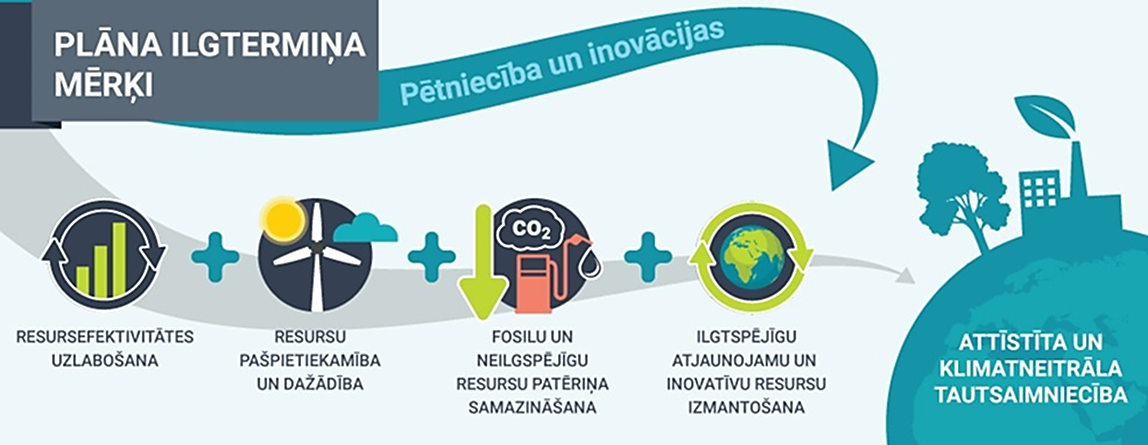 PLĀNA ILGTERMIŅA
MĒRĶI
Pētniecība un inovācijas
CO₂
RESURSEFEKTIVITĀTES
UZLABOŠANA
RESURSU
PAŠPIETIEKAMĪBA
UN DAŽĀDĪBA
FOSILU UN
NEILGSPĒJĪGU
RESURSU PATĒRIŅA
SAMAZINĀŠANA
ILGTSPĒJĪGU
ATJAUNOJAMU UN
INOVATĪVU RESURSU
IZMANTOŠANA
ATTĪSTĪTA UN
KLIMATNEITRĀLA
TAUTSAIMNIECĪBA